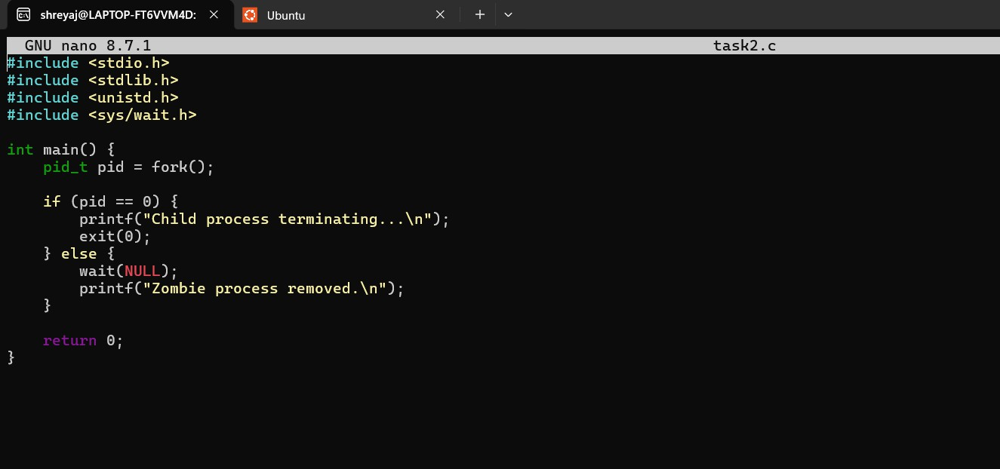 shreyaj@LAPTOP-FT6VVM4D:
Ubuntu
GNU nano 8.7.1 task2.c
#include <stdio.h>
#include <stdlib.h>
#include <unistd.h>
#include <sys/wait.h>
int main() {
    pid_t pid = fork();
    if (pid == 0) {
        printf("Child process terminating...\n");
        exit(0);
    } else {
        wait(NULL);
        printf("Zombie process removed.\n");
    }
    return 0;
}